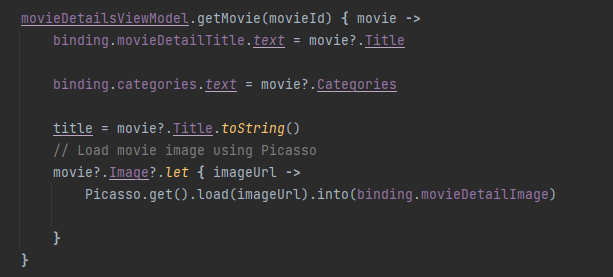 movieDetailsViewModel.getMovie(movieId) { movie ->
binding.movieDetailTitle.text = movie?.Title
binding.categories.text = movie?.Categories
title = movie?.Title.toString()
// Load movie image using Picasso
movie?.Image?.let { imageUrl ->
Picasso.get().load(imageUrl).into(binding.movieDetailImage)
}
}